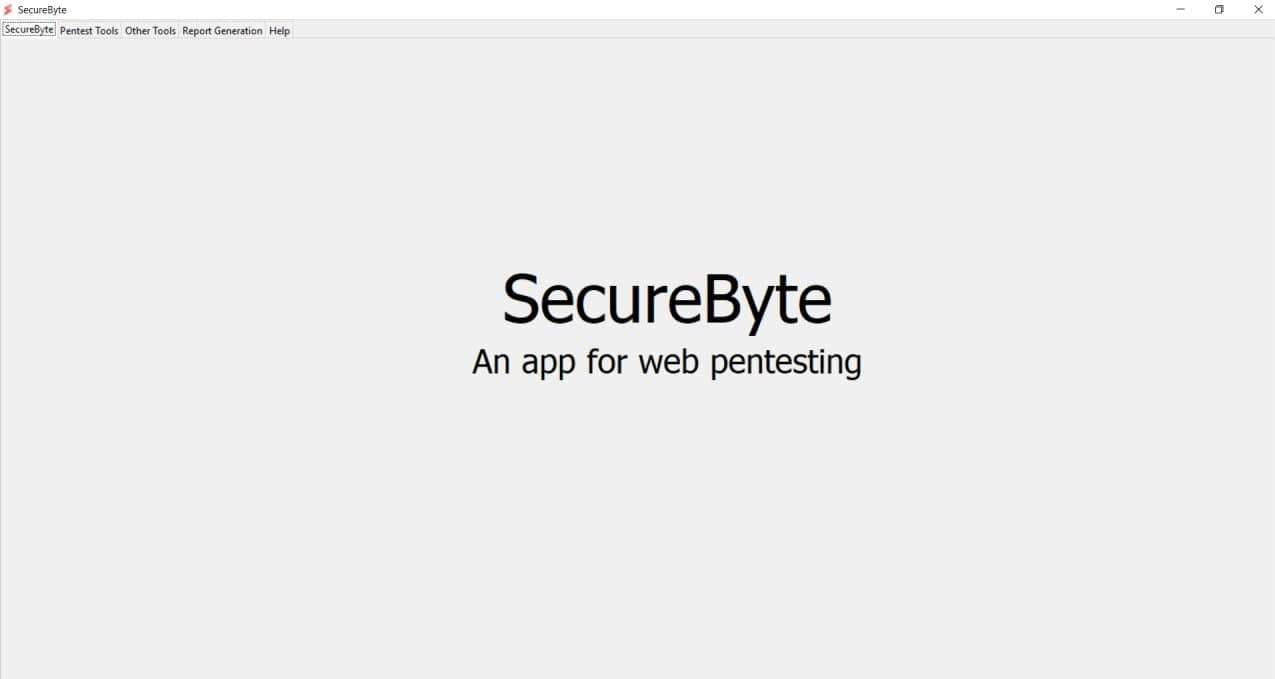 SecureByte
SecureByte Pentest Tools Other Tools Report Generation Help
SecureByte
An app for web pentesting